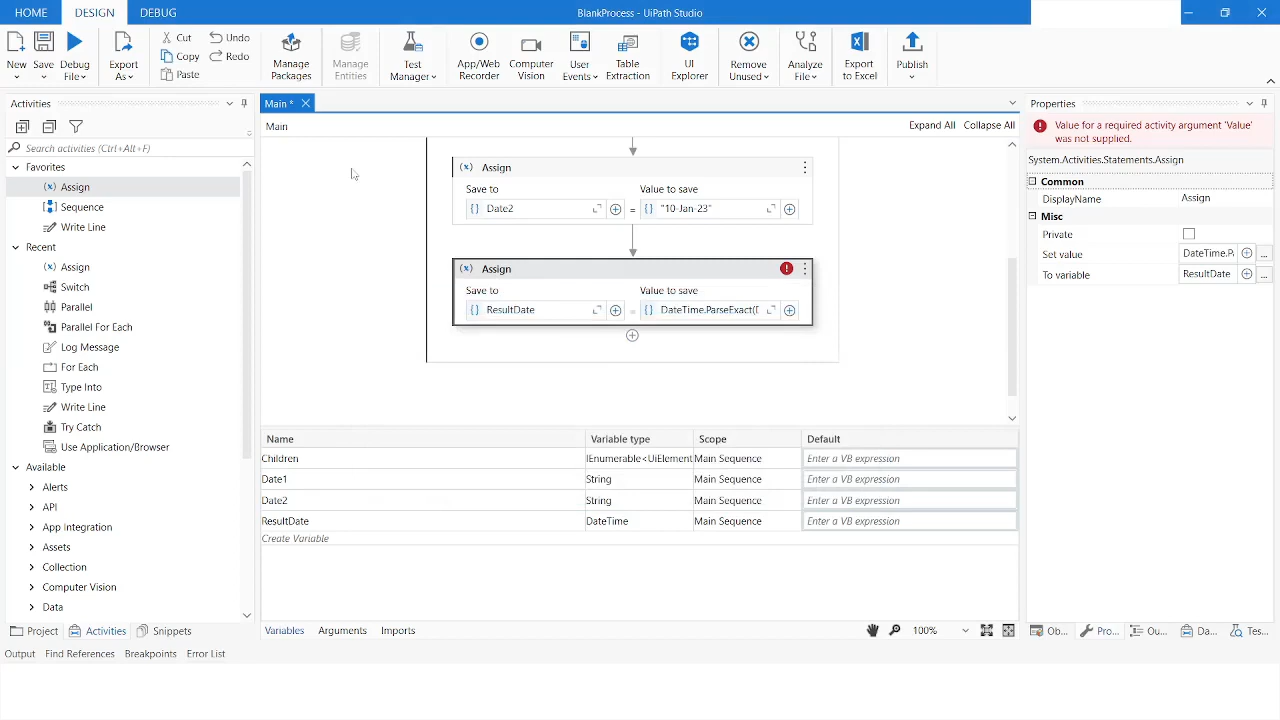 HOME DESIGN DEBUG BlankProcess - UiPath Studio
New Save Debug File Export As Cut Copy Paste Undo Redo Manage Packages Manage Entities Test Manager App/Web Recorder Computer Vision User Events Table Extraction UI Explorer Remove Unused Analyze File Export to Excel Publish
Activities
Search activities (Ctrl+Alt+F)
Favorites
Assign
Sequence
Write Line
Recent
Assign
Switch
Parallel
Parallel For Each
Log Message
For Each
Type Into
Write Line
Try Catch
Use Application/Browser
Available
Alerts
API
App Integration
Assets
Collection
Computer Vision
Data
Project Activities Snippets
Main *
Main Expand All Collapse All
Assign
Save to Value to save
Date2 = "10-Jan-23"
Assign
Save to Value to save
ResultDate = DateTime.ParseExact(
Name Variable type Scope Default
Children IEnumerable<UiElement Main Sequence Enter a VB expression
Date1 String Main Sequence Enter a VB expression
Date2 String Main Sequence Enter a VB expression
ResultDate DateTime Main Sequence Enter a VB expression
Create Variable
Variables Arguments Imports 100%
Properties
Value for a required activity argument 'Value'
was not supplied.
System.Activities.Statements.Assign
Common
DisplayName Assign
Misc
Private
Set value DateTime.P ...
To variable ResultDate ...
Ob... Pro... Ou... Da... Tes...
Output Find References Breakpoints Error List